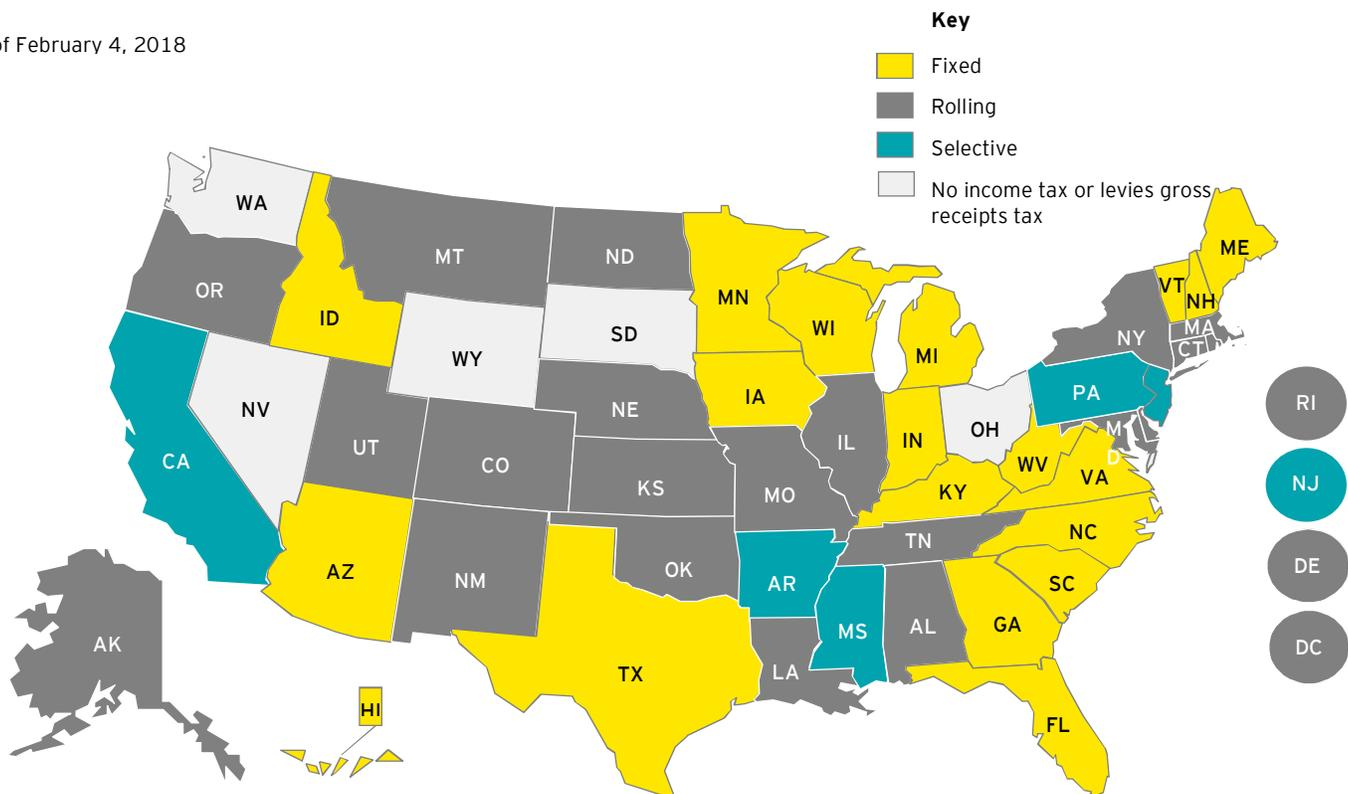 Key
of February 4, 2018
Fixed
Rolling
Selective
No income tax or levies gross
receipts tax
WA
ME
MT
ND
VT
OR
MN
NH
ID
WI
MA
SD
NY
WY
MI
CT
IA
PA
NV
NE
RI
UT
IL
IN
OH
M
D
CA
CO
WV
VA
KS
MO
KY
NJ
NC
TN
AZ
NM
OK
AR
SC
DE
AK
MS
AL
GA
LA
TX
DC
HI
FL